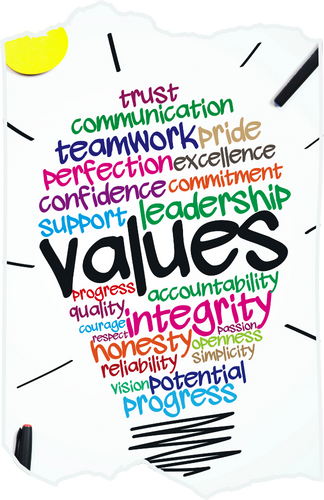 trust
communication
teamwork pride
perfection excellence
confidence commitment
support leadership
values
progress accountability
quality integrity
courage passion
respect openness
honesty simplicity
reliability
vision potential
progress